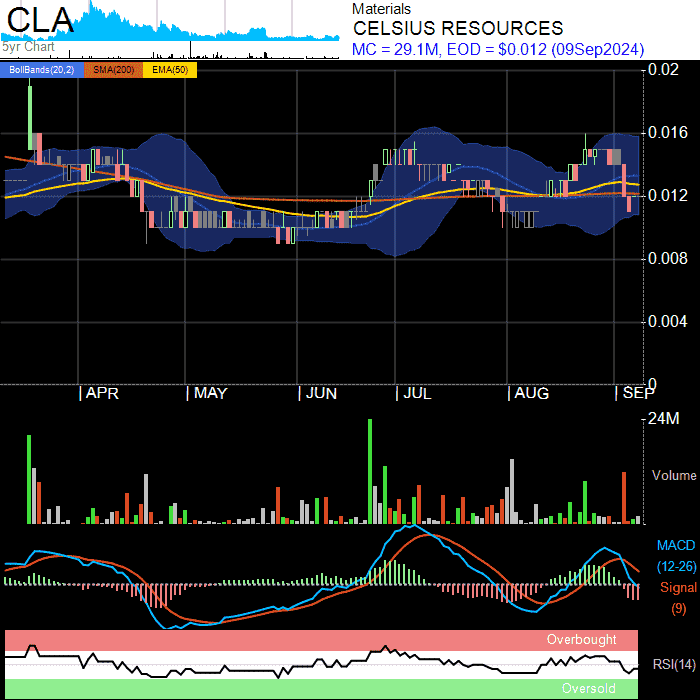 CLA
5yr Chart
Materials
CELSIUS RESOURCES
MC = 29.1M, EOD = $0.012 (09Sep2024)
BollBands(20,2) SMA(200) EMA(50)
0.02
0.016
0.012
0.008
0.004
0
APR MAY JUN JUL AUG SEP
24M
Volume
MACD
(12-26)
Signal
(9)
Overbought
RSI(14)
Oversold